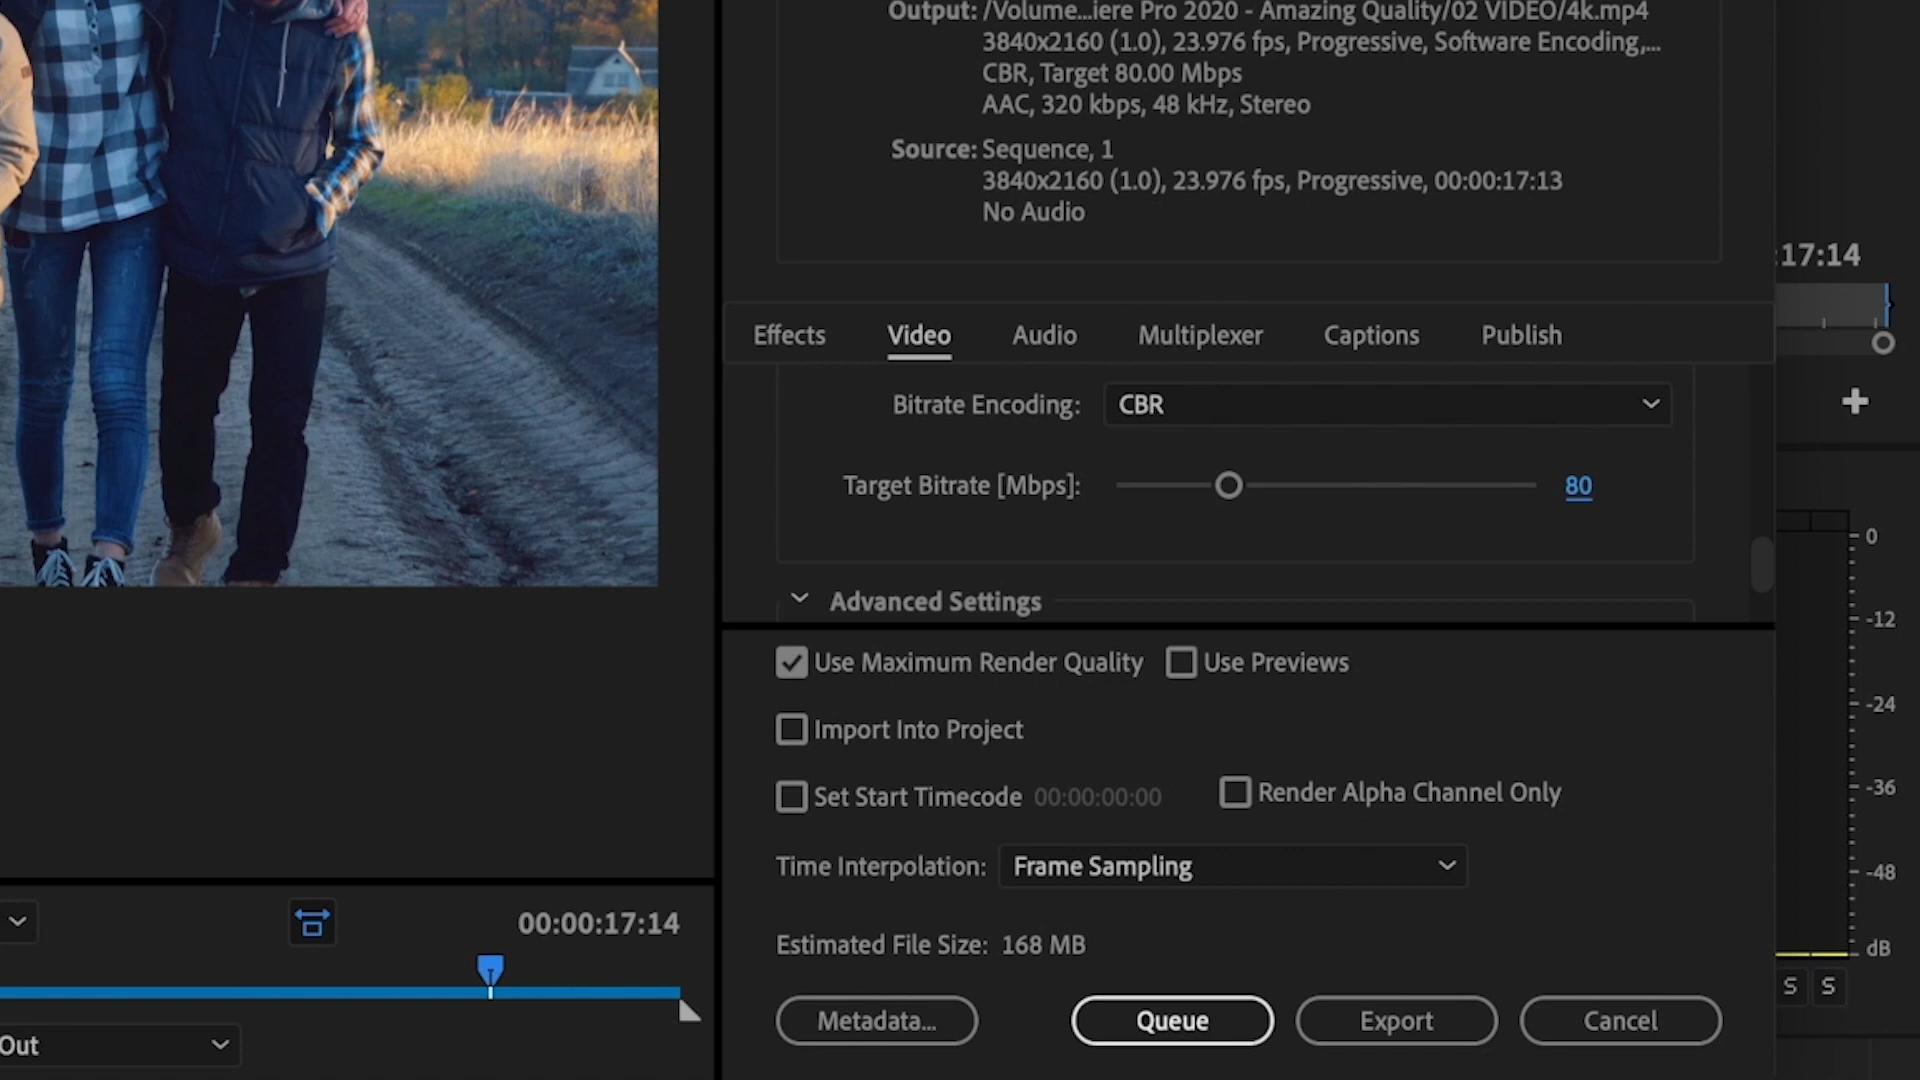 Output: /Volume...iere Pro 2020 - Amazing Quality/02 VIDEO/4k.mp4
3840x2160 (1.0), 23.976 fps, Progressive, Software Encoding,...
CBR, Target 80.00 Mbps
AAC, 320 kbps, 48 kHz, Stereo
Source: Sequence, 1
3840x2160 (1.0), 23.976 fps, Progressive, 00:00:17:13
No Audio
:17:14
Effects Video Audio Multiplexer Captions Publish
Bitrate Encoding: CBR
Target Bitrate [Mbps]: 80
Advanced Settings
Use Maximum Render Quality Use Previews
Import Into Project
Set Start Timecode 00:00:00:00 Render Alpha Channel Only
Time Interpolation: Frame Sampling
Estimated File Size: 168 MB
Metadata... Queue Export Cancel
00:00:17:14
Out
0
-12
-24
-36
-48
dB
S S